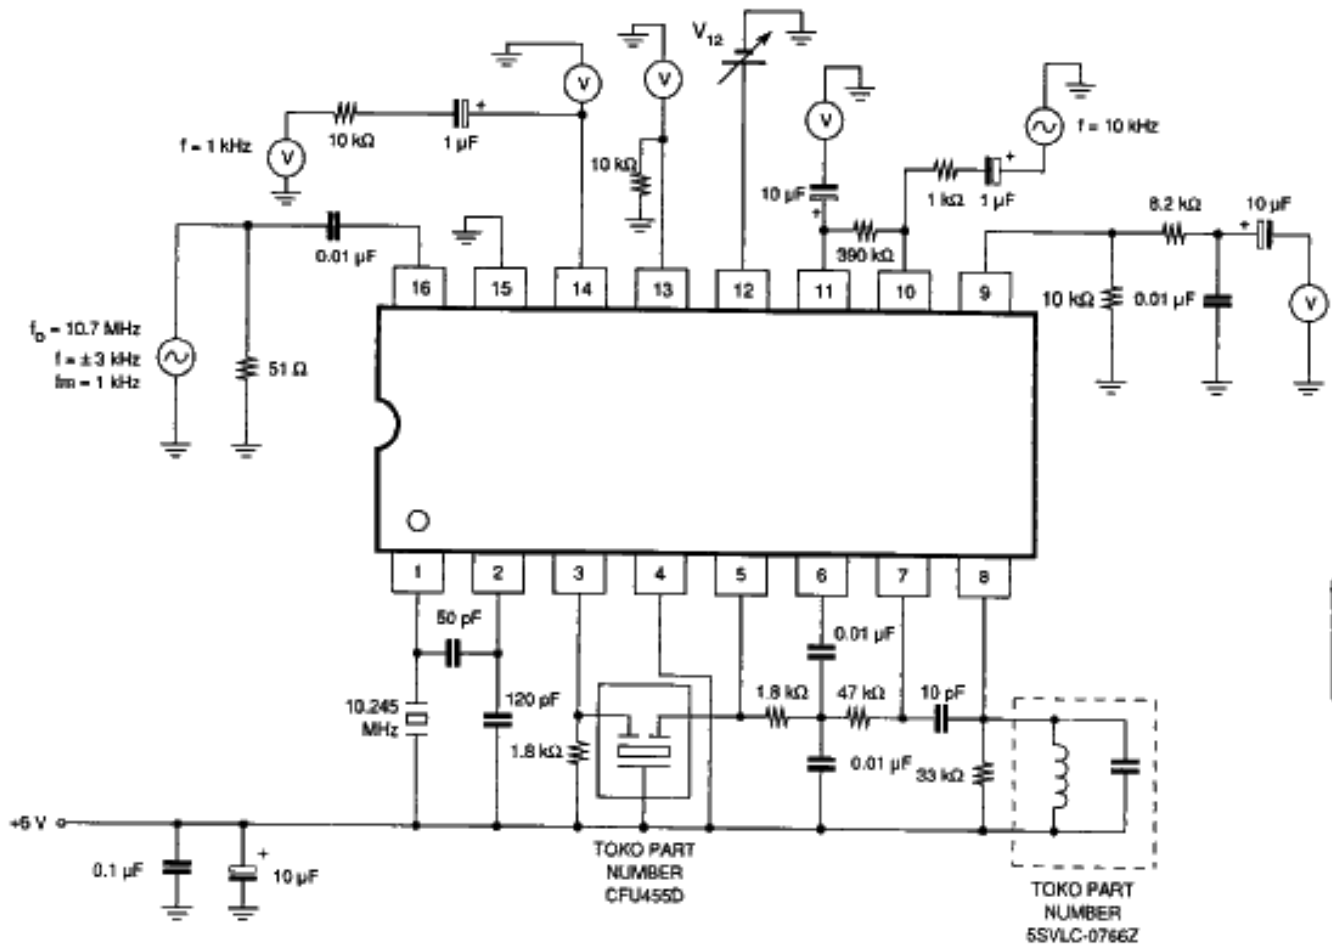 V12
f = 1 kHz
10 kΩ
1 µF
+
V
V
V
10 kΩ
V
10 µF
+
390 kΩ
1 kΩ
1 µF
+
f = 10 kHz
8.2 kΩ
10 µF
+
0.01 µF
fo = 10.7 MHz
f = ± 3 kHz
fm = 1 kHz
51 Ω
10 kΩ
0.01 µF
V
16
15
14
13
12
11
10
9
1
2
3
4
5
6
7
8
50 pF
10.245
MHz
120 pF
1.8 kΩ
0.01 µF
1.8 kΩ
47 kΩ
10 pF
0.01 µF
33 kΩ
0.1 µF
+
10 µF
TOKO PART
NUMBER
CFU455D
TOKO PART
NUMBER
5SVLC-0766Z